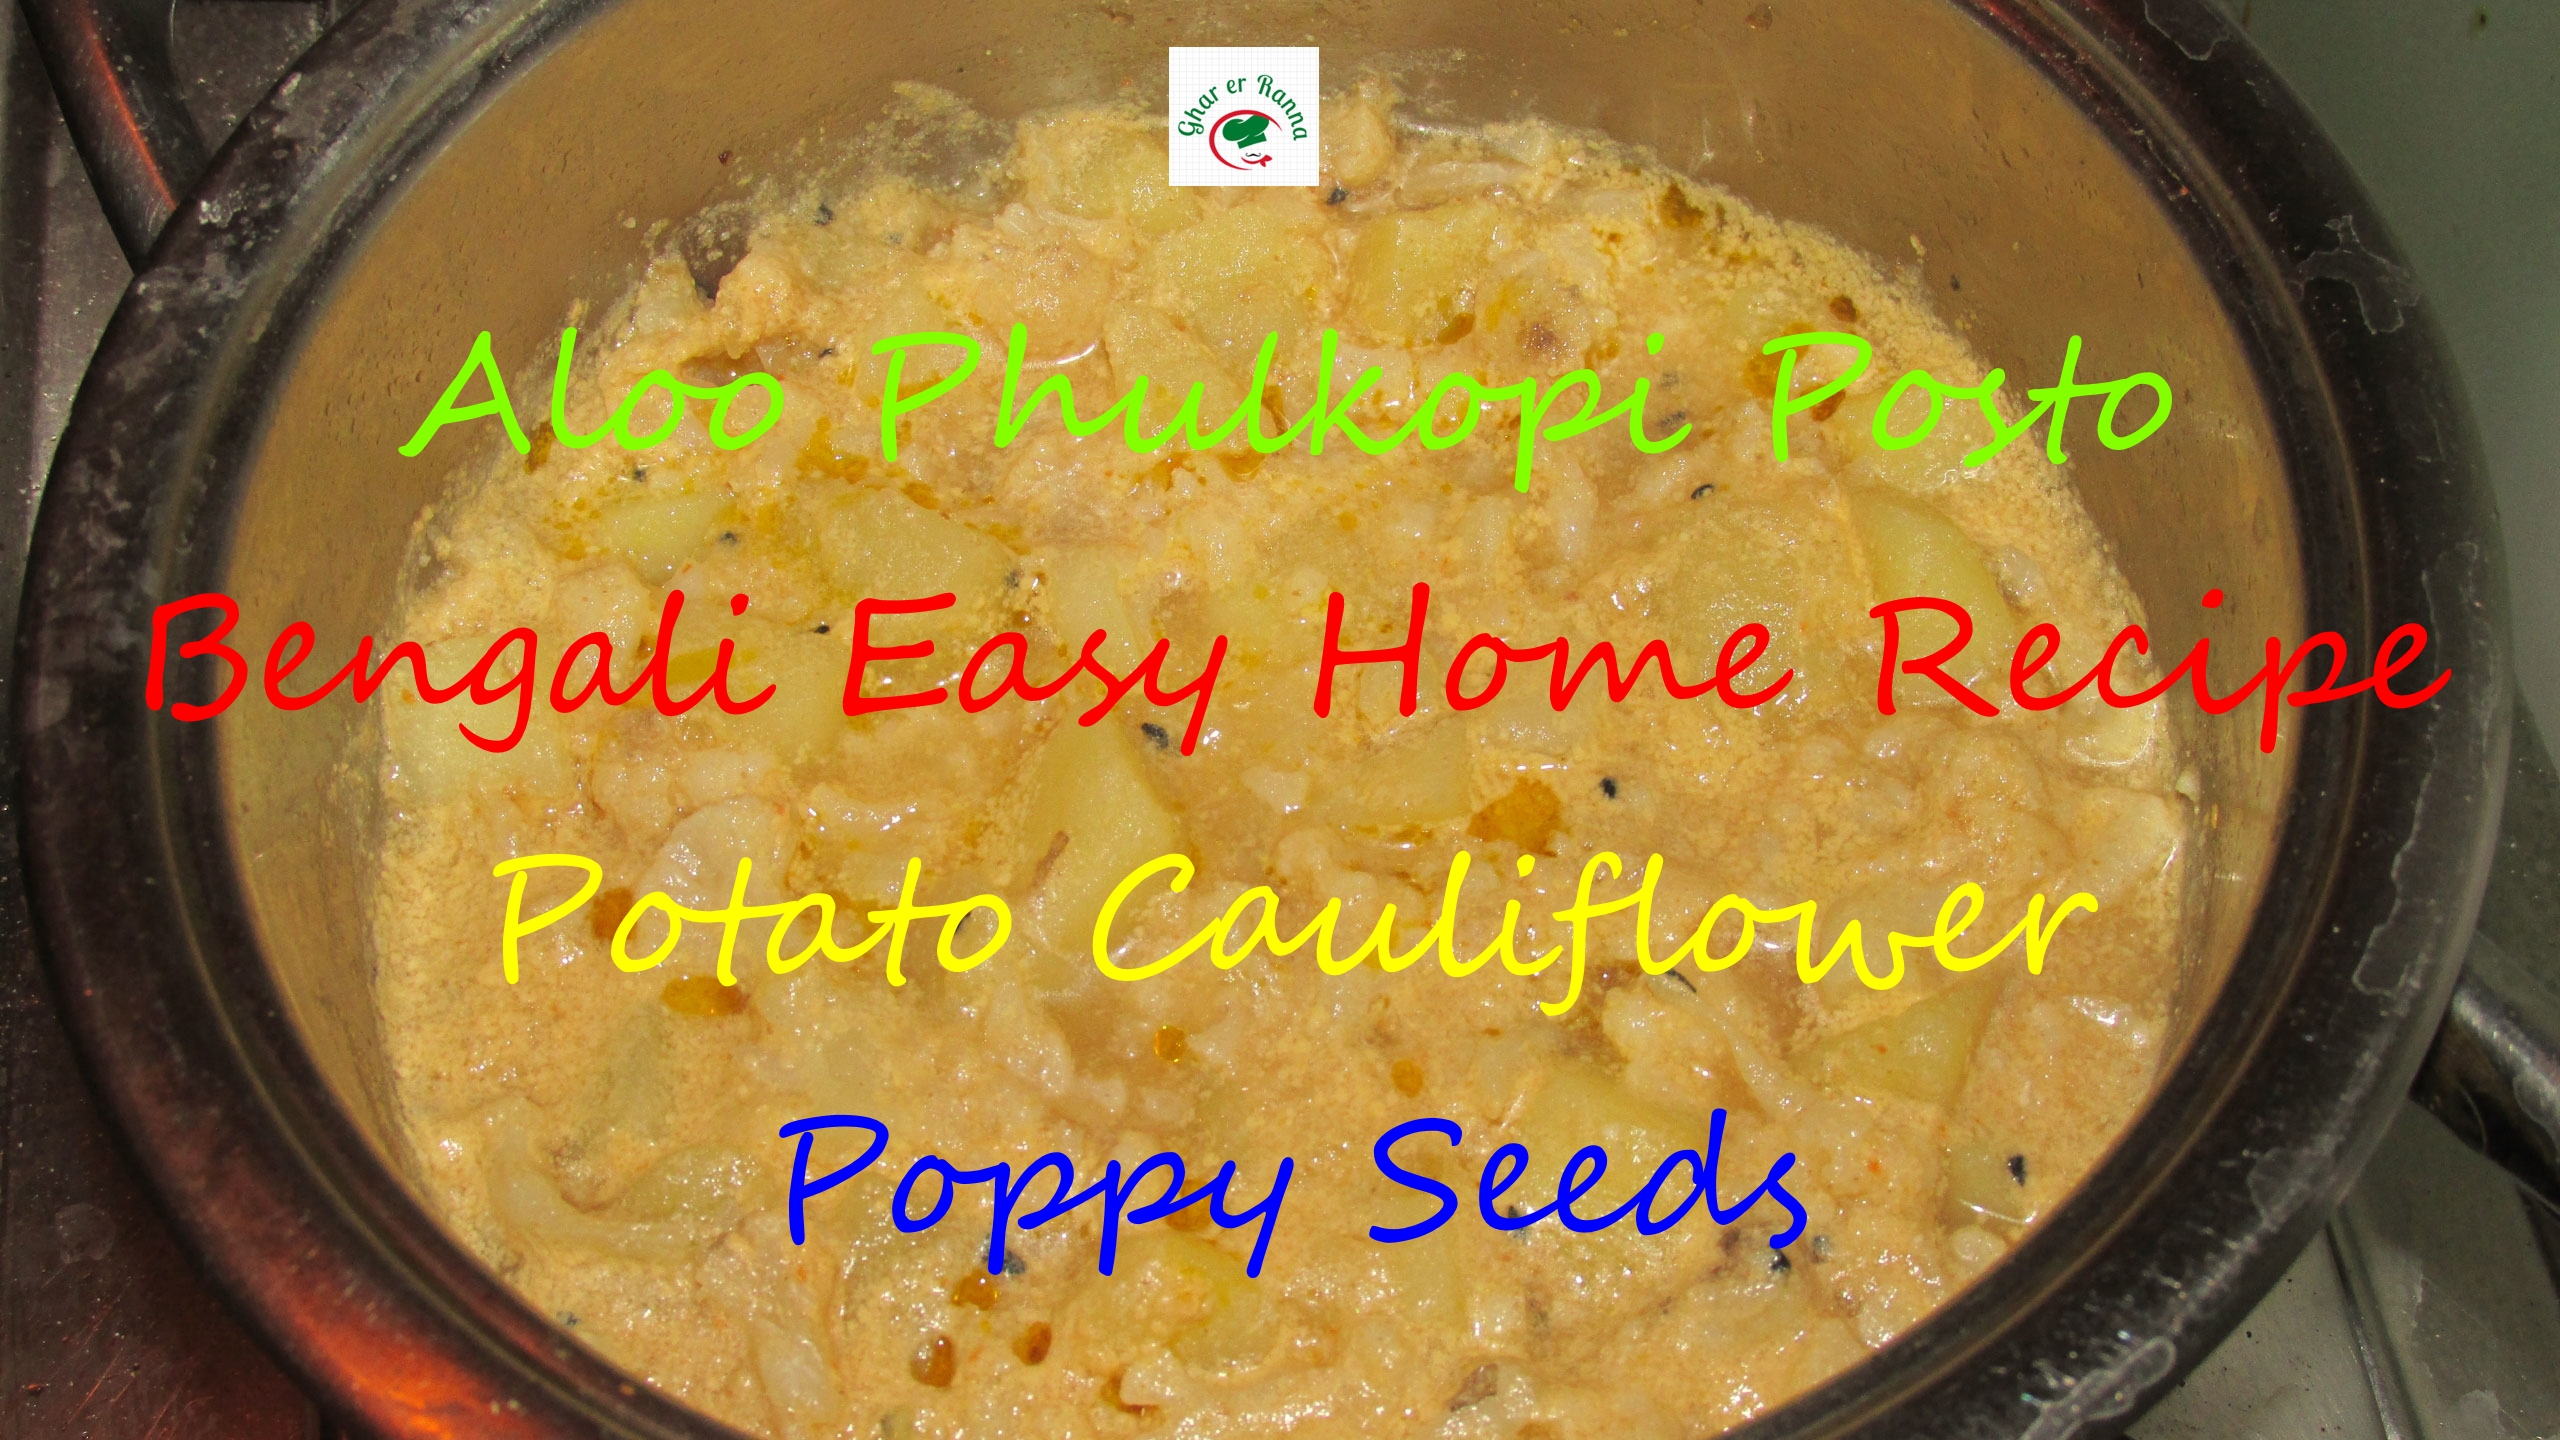 Ghar er Ranna
Aloo Phulkopi Posto
Bengali Easy Home Recipe
Potato Cauliflower
Poppy Seeds